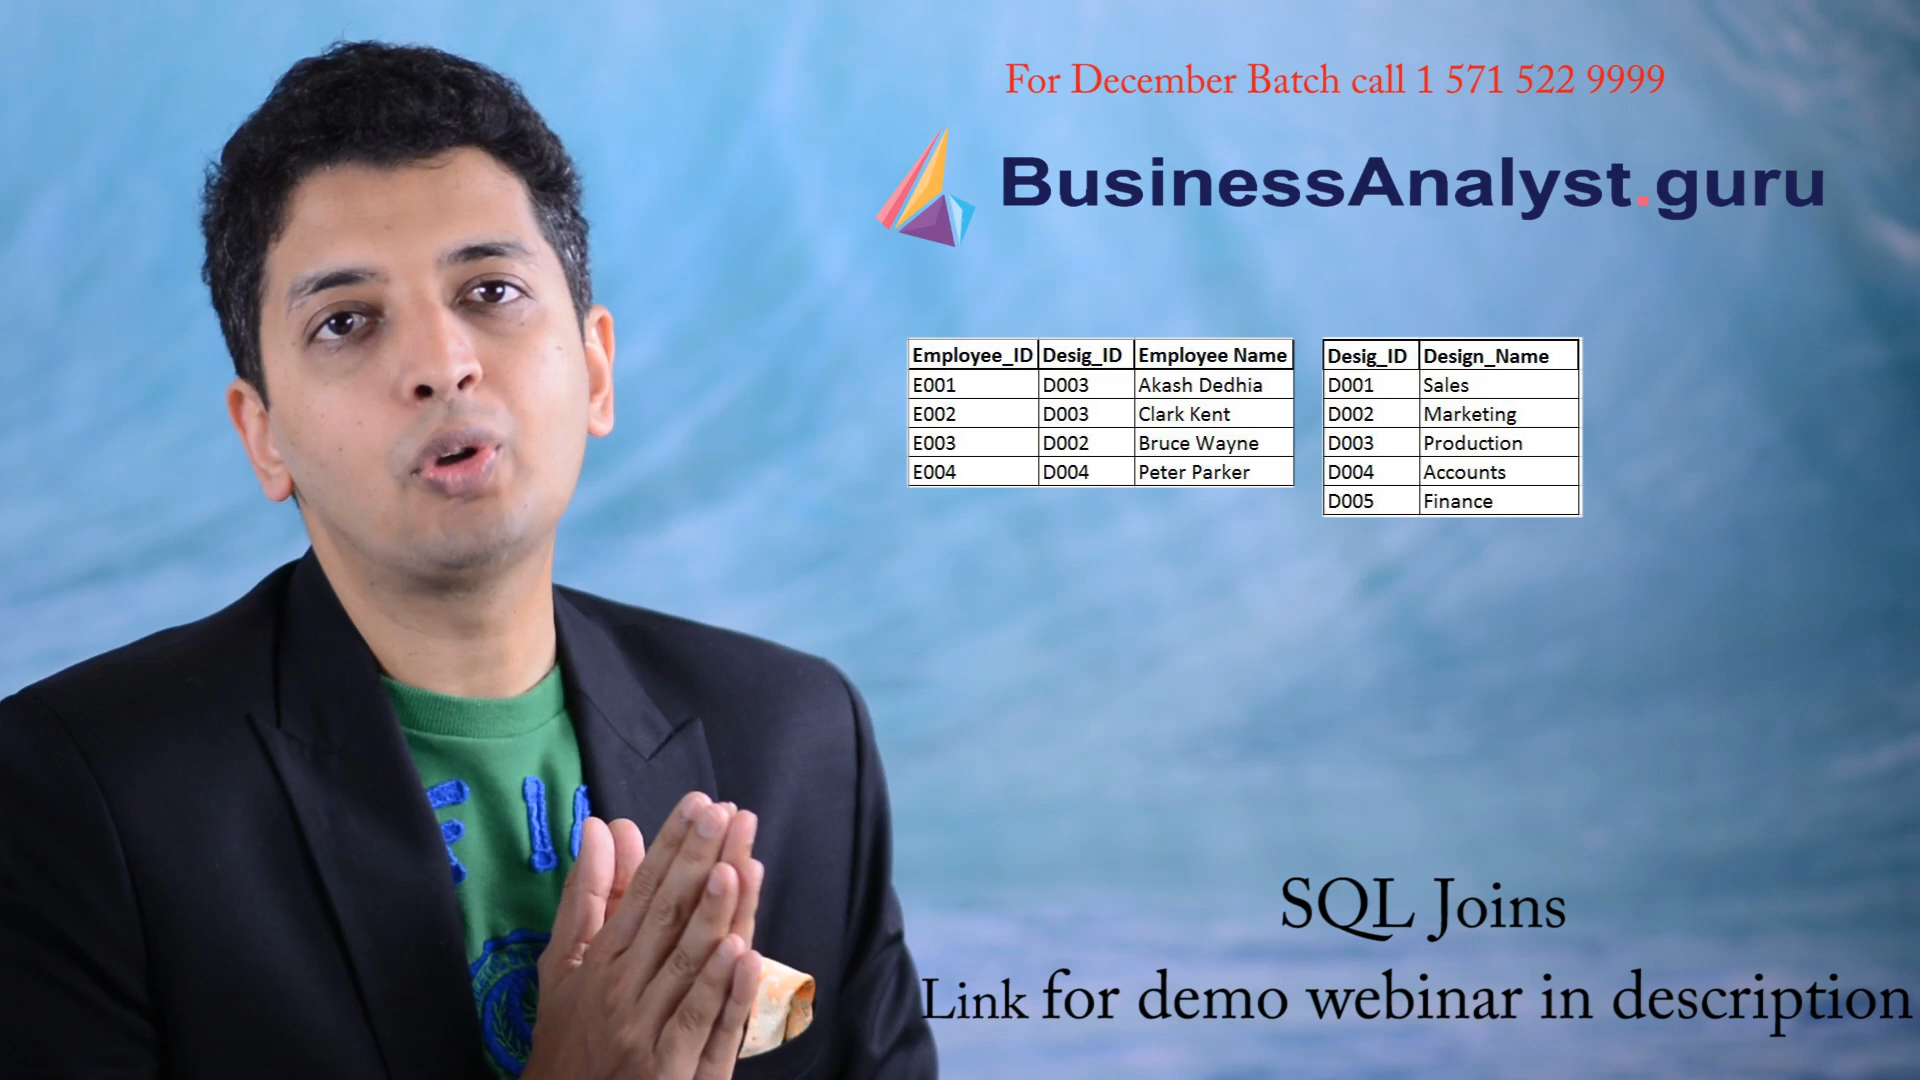 For December Batch call 1 571 522 9999
BusinessAnalyst.guru
Employee_ID Desig_ID Employee Name
E001 D003 Akash Dedhia
E002 D003 Clark Kent
E003 D002 Bruce Wayne
E004 D004 Peter Parker
Desig_ID Design_Name
D001 Sales
D002 Marketing
D003 Production
D004 Accounts
D005 Finance
SQL Joins
Link for demo webinar in description